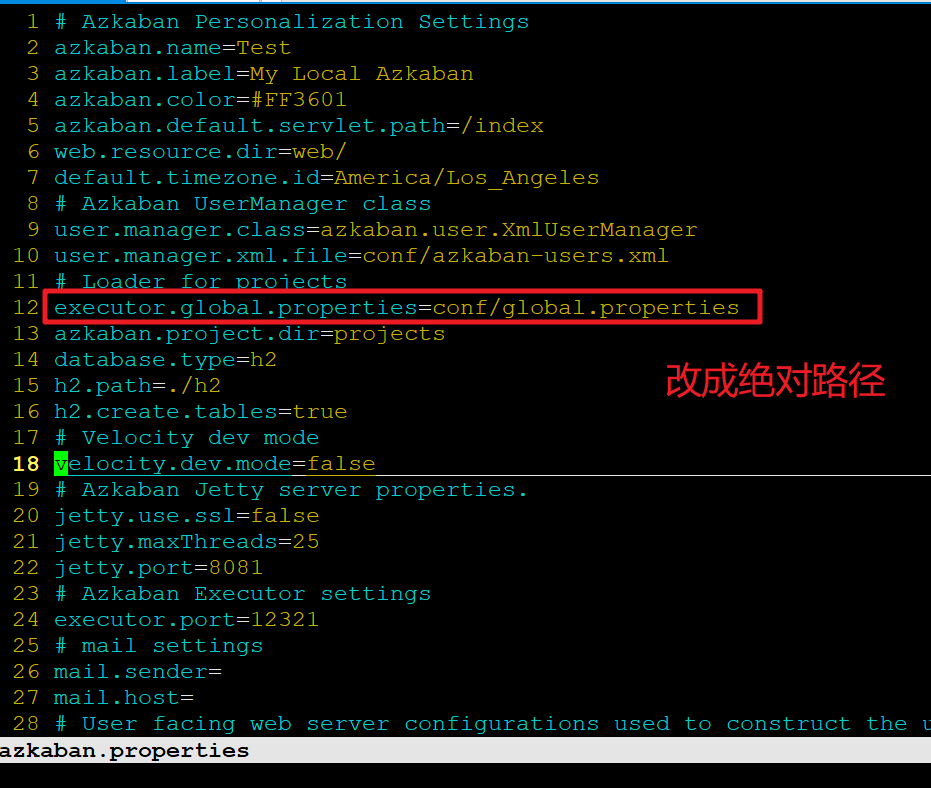 1 # Azkaban Personalization Settings
2 azkaban.name=Test
3 azkaban.label=My Local Azkaban
4 azkaban.color=#FF3601
5 azkaban.default.servlet.path=/index
6 web.resource.dir=web/
7 default.timezone.id=America/Los_Angeles
8 # Azkaban UserManager class
9 user.manager.class=azkaban.user.XmlUserManager
10 user.manager.xml.file=conf/azkaban-users.xml
11 # Loader for projects
12 executor.global.properties=conf/global.properties
13 azkaban.project.dir=projects
14 database.type=h2
15 h2.path=./h2
改成绝对路径
16 h2.create.tables=true
17 # Velocity dev mode
18 velocity.dev.mode=false
19 # Azkaban Jetty server properties.
20 jetty.use.ssl=false
21 jetty.maxThreads=25
22 jetty.port=8081
23 # Azkaban Executor settings
24 executor.port=12321
25 # mail settings
26 mail.sender=
27 mail.host=
28 # User facing web server configurations used to construct the
azkaban.properties